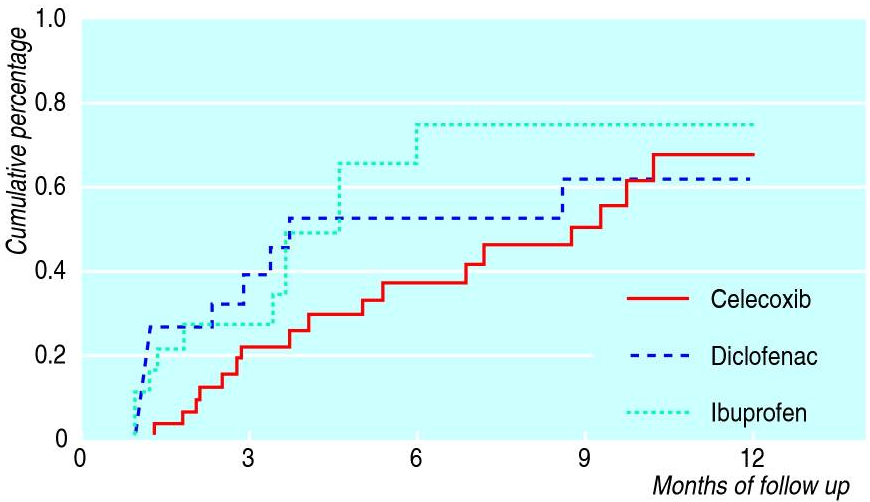 Cumulative percentage
1.0
0.8
0.6
0.4
0.2
0
0 3 6 9 12
Months of follow up
Celecoxib
Diclofenac
Ibuprofen